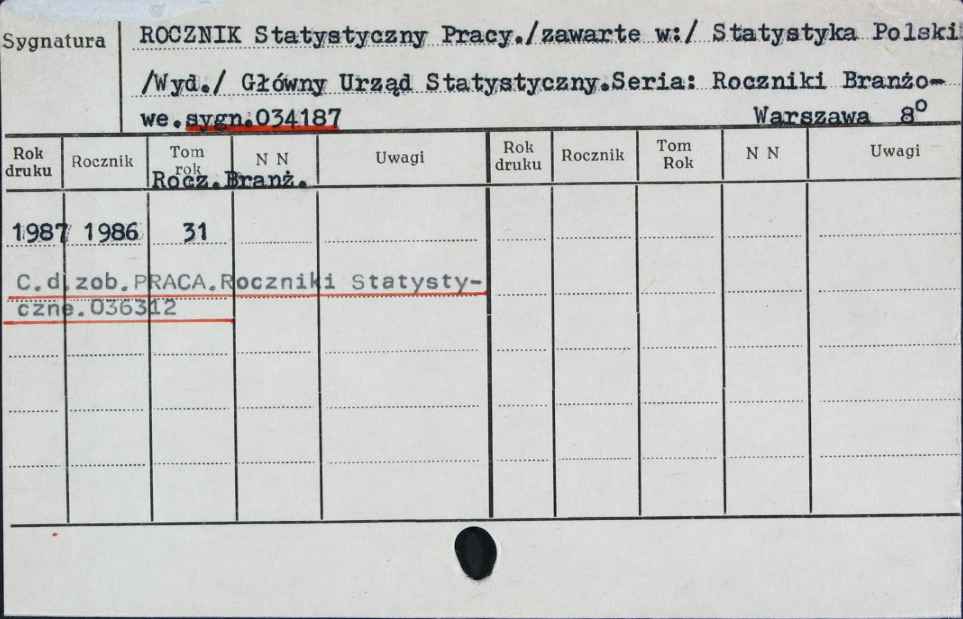 Sygnatura
ROCZNIK Statystyczny Pracy./zawarte w:/ Statystyka Polski
/Wyd./ Główny Urząd Statystyczny.Seria: Roczniki Branżo-
we.sygn.034187 Warszawa 8º
Rok druku Rocznik Tom rok N N Uwagi Rok druku Rocznik Tom Rok N N Uwagi
Rocz.Branż.
1987 1986 31
C.d.zob.PRACA.Roczniki Statysty-
czne.036312